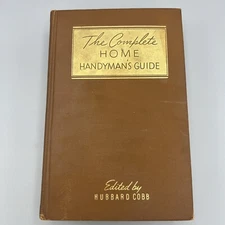 The Complete
HOME
HANDYMAN'S GUIDE
Edited by
HUBBARD COBB